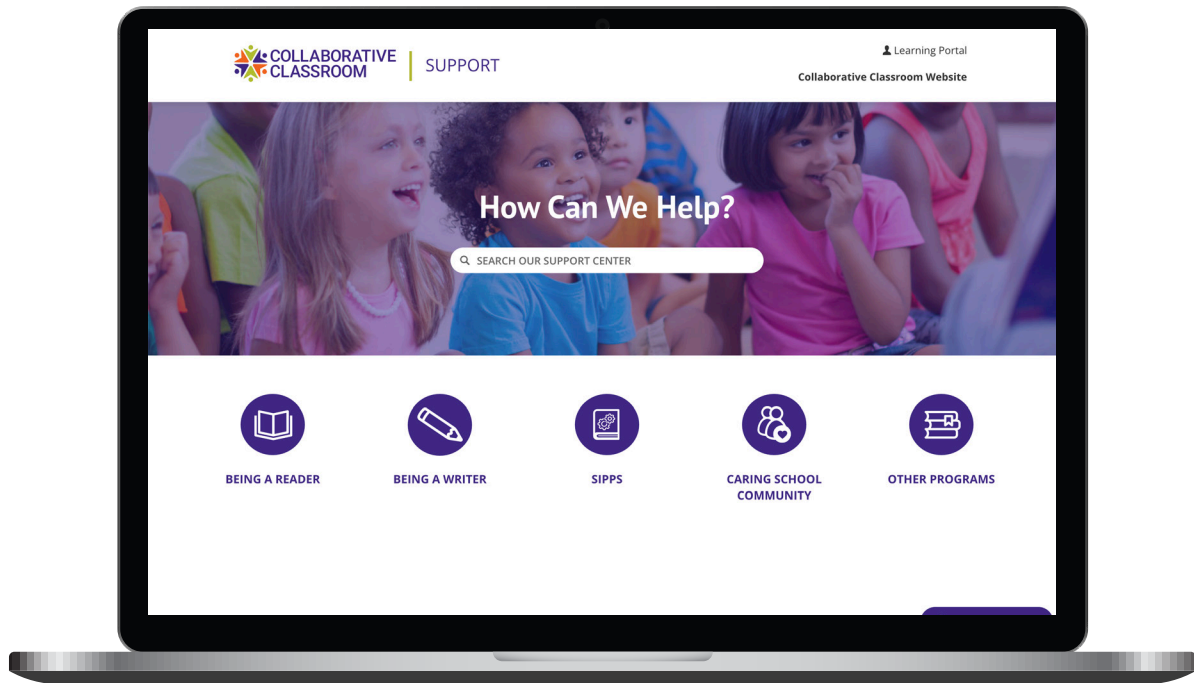 COLLABORATIVE
CLASSROOM
SUPPORT
Learning Portal
Collaborative Classroom Website
How Can We Help?
SEARCH OUR SUPPORT CENTER
BEING A READER
BEING A WRITER
SIPPS
CARING SCHOOL
COMMUNITY
OTHER PROGRAMS